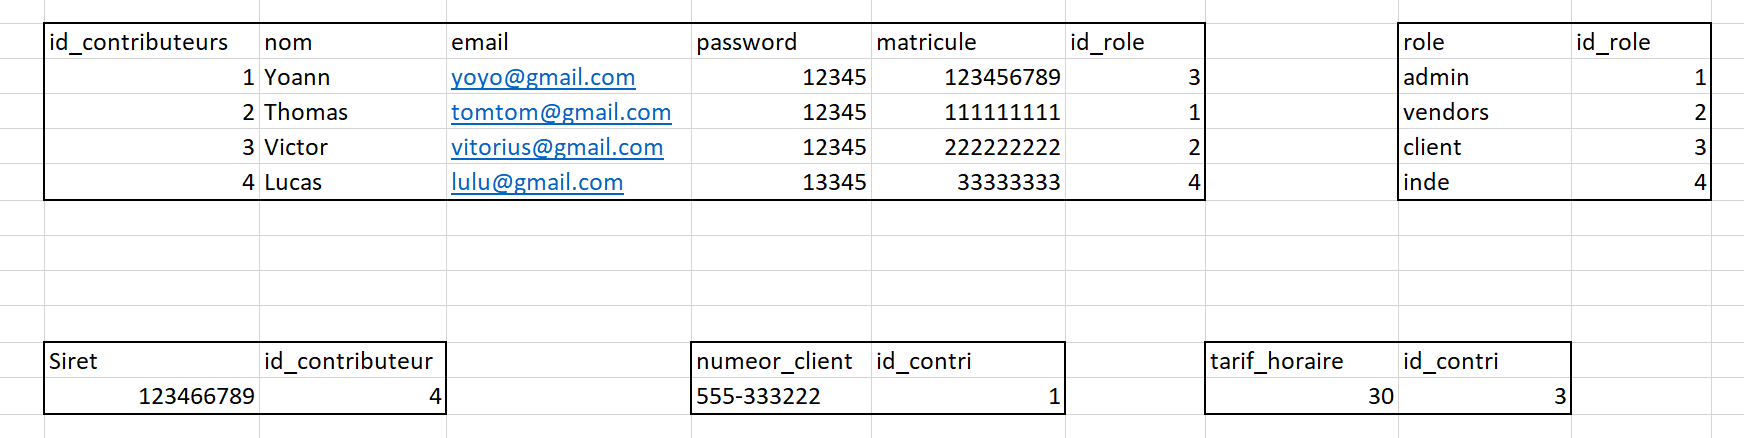 id_contributeurs nom email password matricule id_role role id_role
1 Yoann yoyo@gmail.com 12345 123456789 3 admin 1
2 Thomas tomtom@gmail.com 12345 111111111 1 vendors 2
3 Victor vitorius@gmail.com 12345 222222222 2 client 3
4 Lucas lulu@gmail.com 13345 33333333 4 inde 4
Siret id_contributeur numeor_client id_contri tarif_horaire id_contri
123466789 4 555-333222 1 30 3